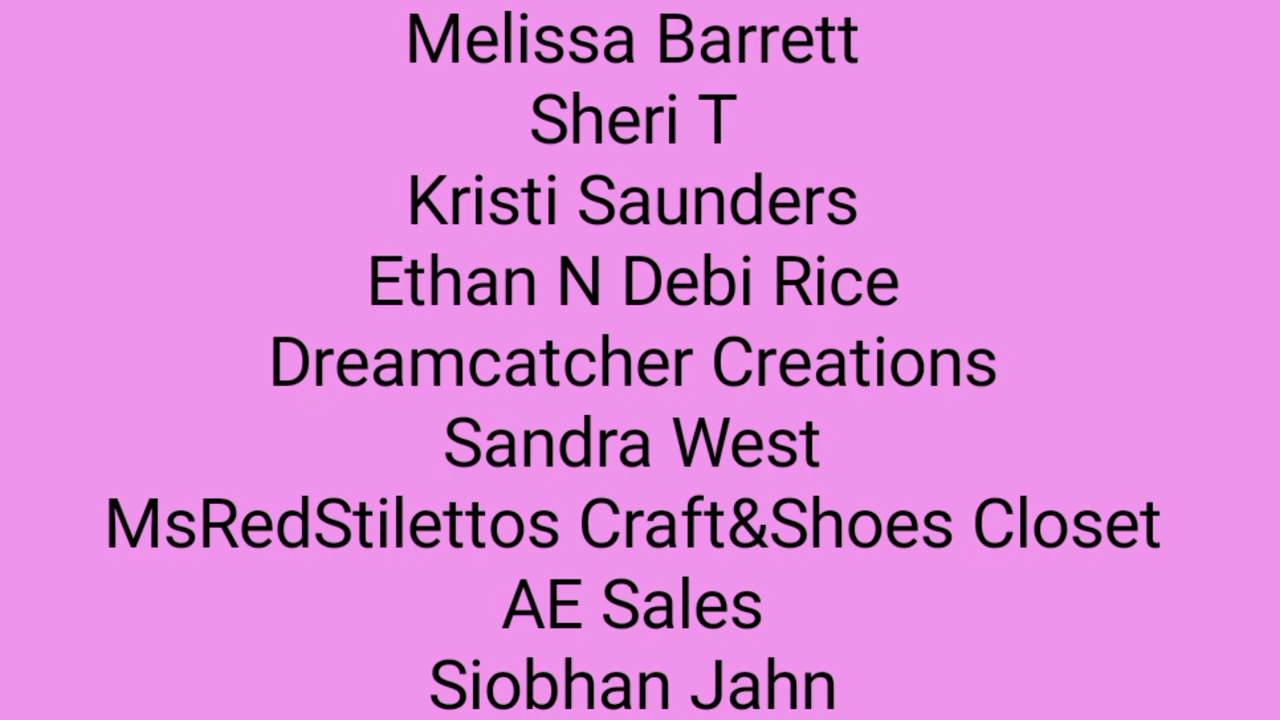 Melissa Barrett
Sheri T
Kristi Saunders
Ethan N Debi Rice
Dreamcatcher Creations
Sandra West
MsRedStilettos Craft&Shoes Closet
AE Sales
Siobhan Jahn